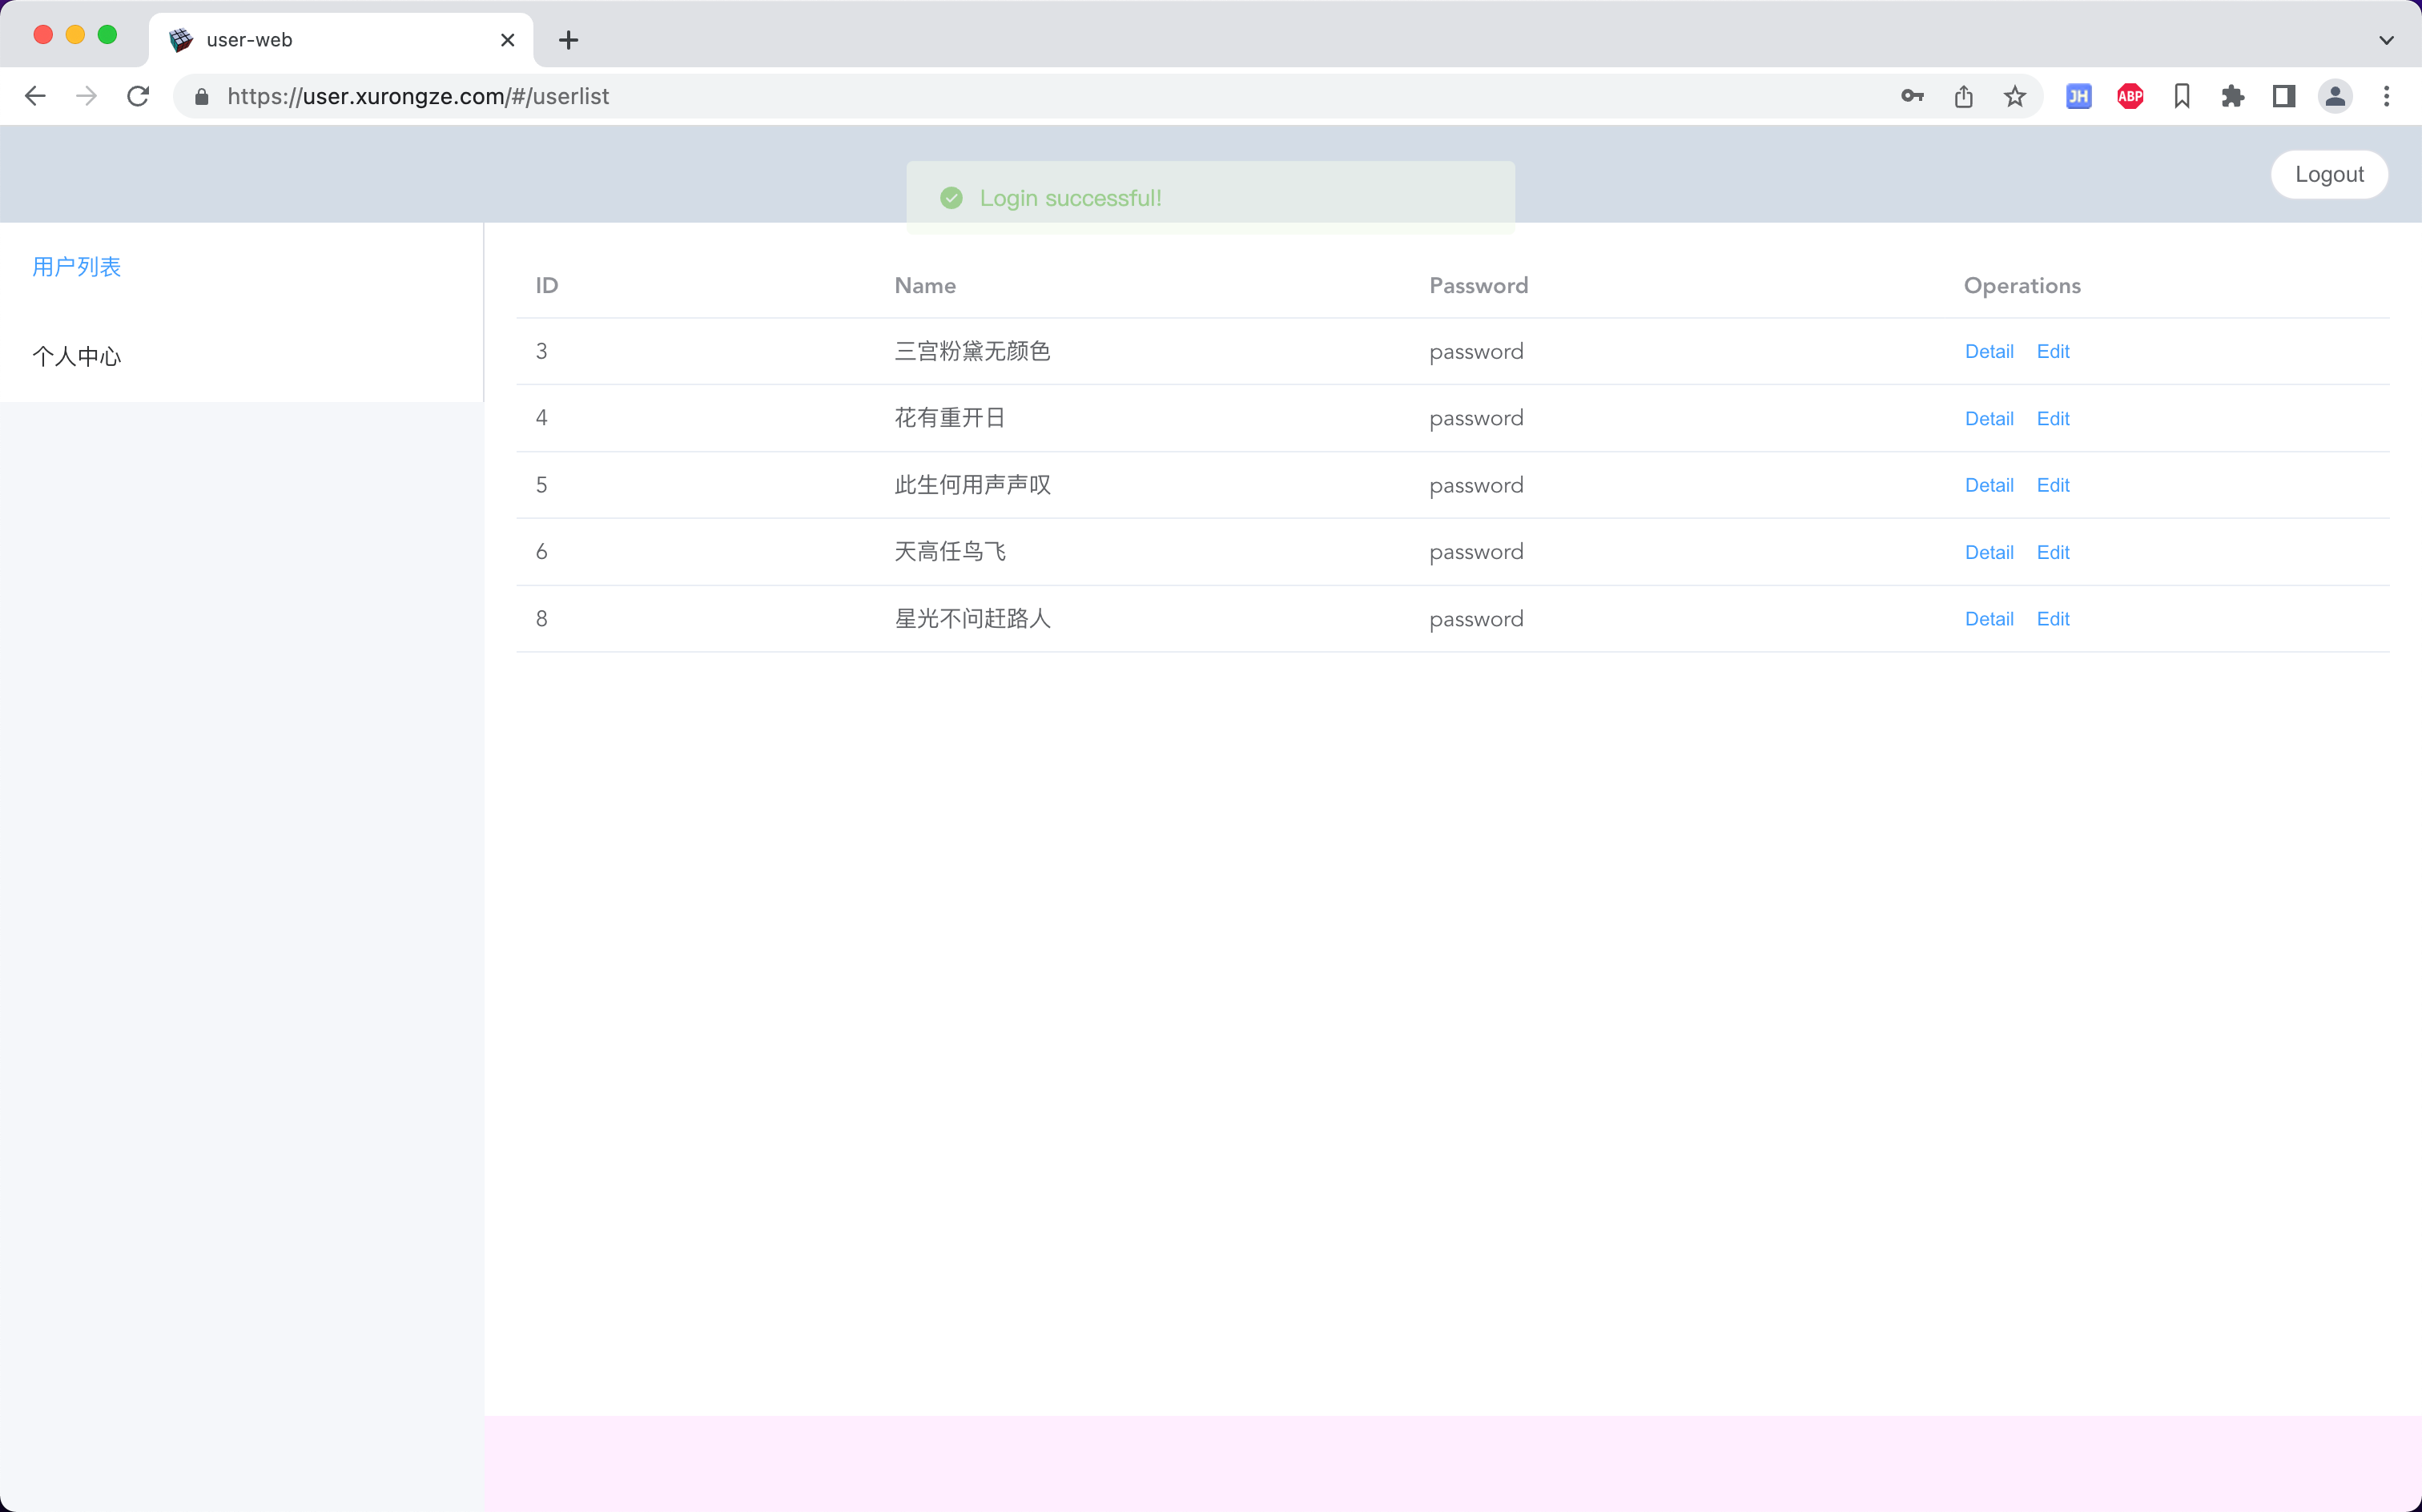 user-web
https://user.xurongze.com/#/userlist
JH
ABP
Logout
Login successful!
用户列表
个人中心
ID Name Password Operations
3 三宫粉黛无颜色 password Detail Edit
4 花有重开日 password Detail Edit
5 此生何用声声叹 password Detail Edit
6 天高任鸟飞 password Detail Edit
8 星光不问赶路人 password Detail Edit